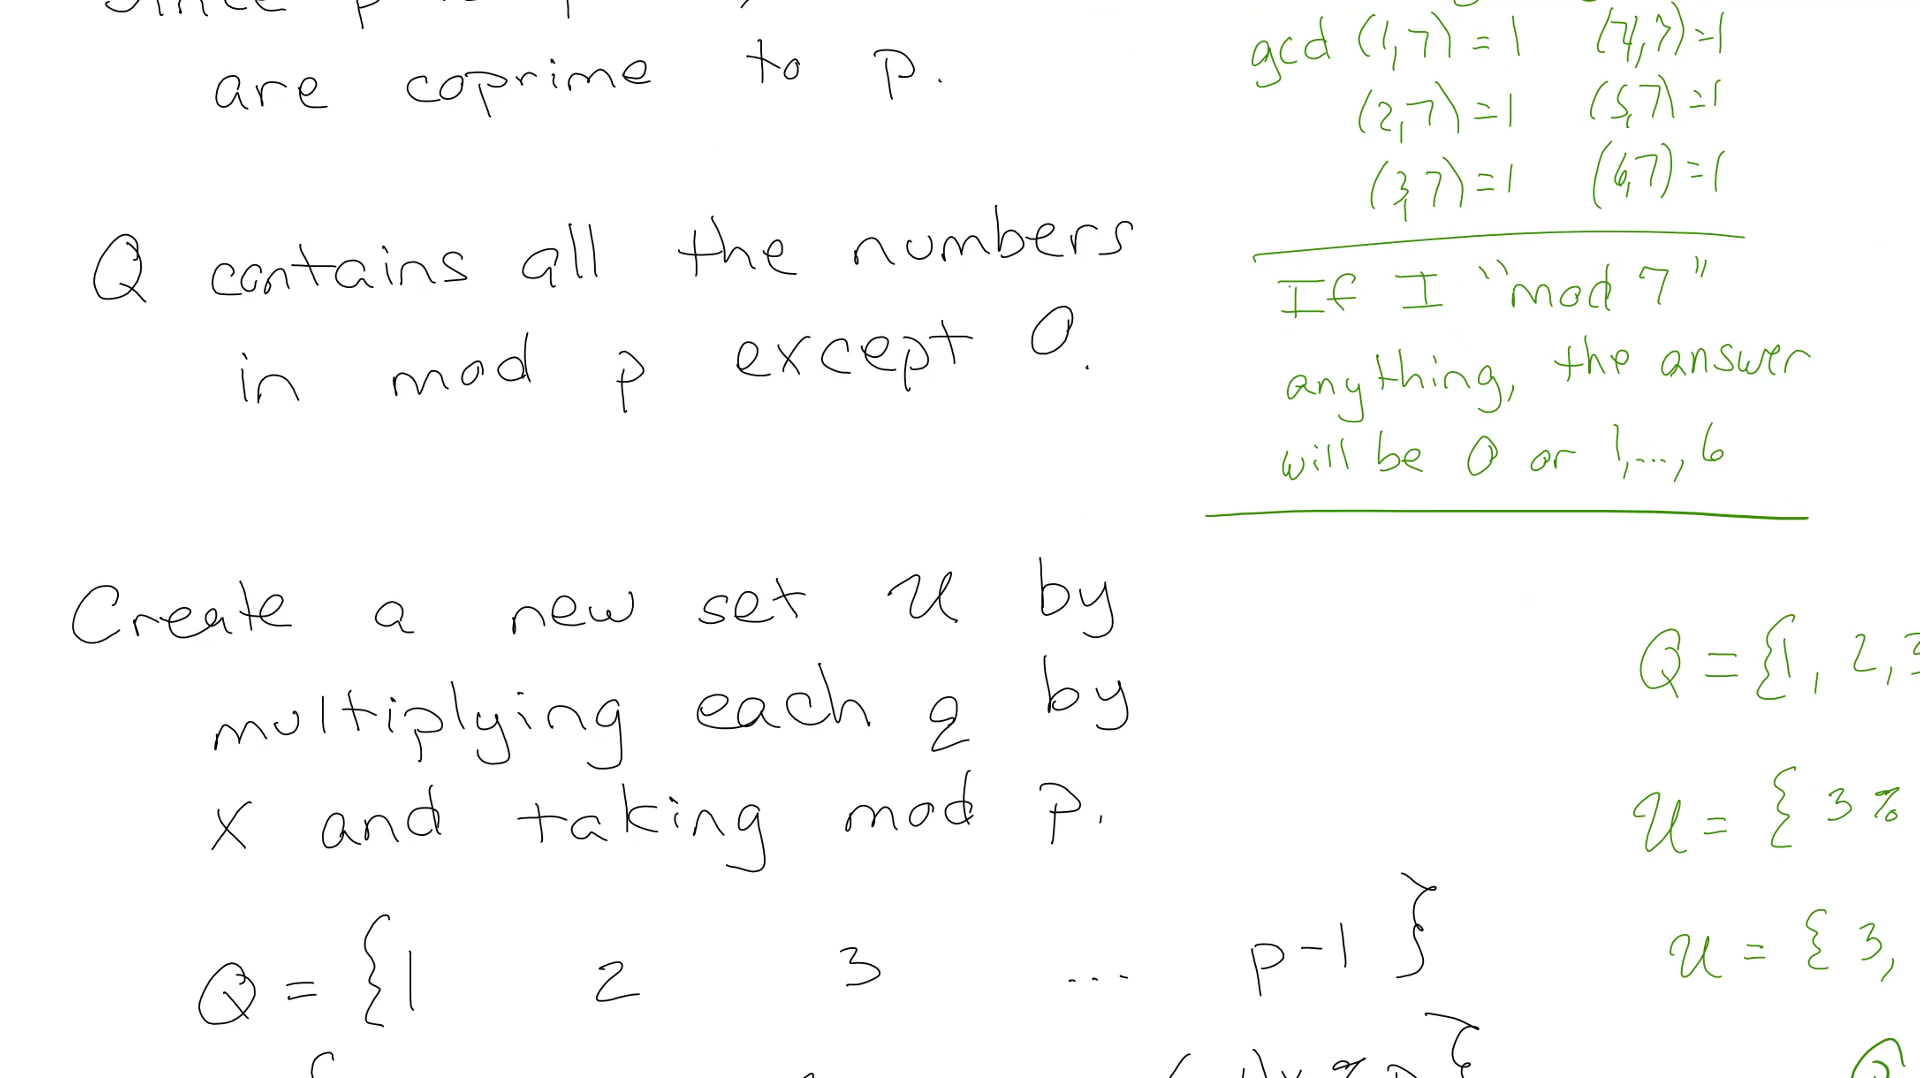 Since p
are coprime to p.
Q contains all the numbers
in mod p except 0.
Create a new set U by
multiplying each q by
x and taking mod p.
Q = {1 2 3 ... p-1}
gcd (1,7) = 1 (4,7)=1
(2,7) = 1 (5,7)=1
(3,7) = 1 (6,7)=1
If I "mod 7"
anything, the answer
will be 0 or 1,...,6
Q = {1, 2, 3
U = { 3 %
U = { 3,